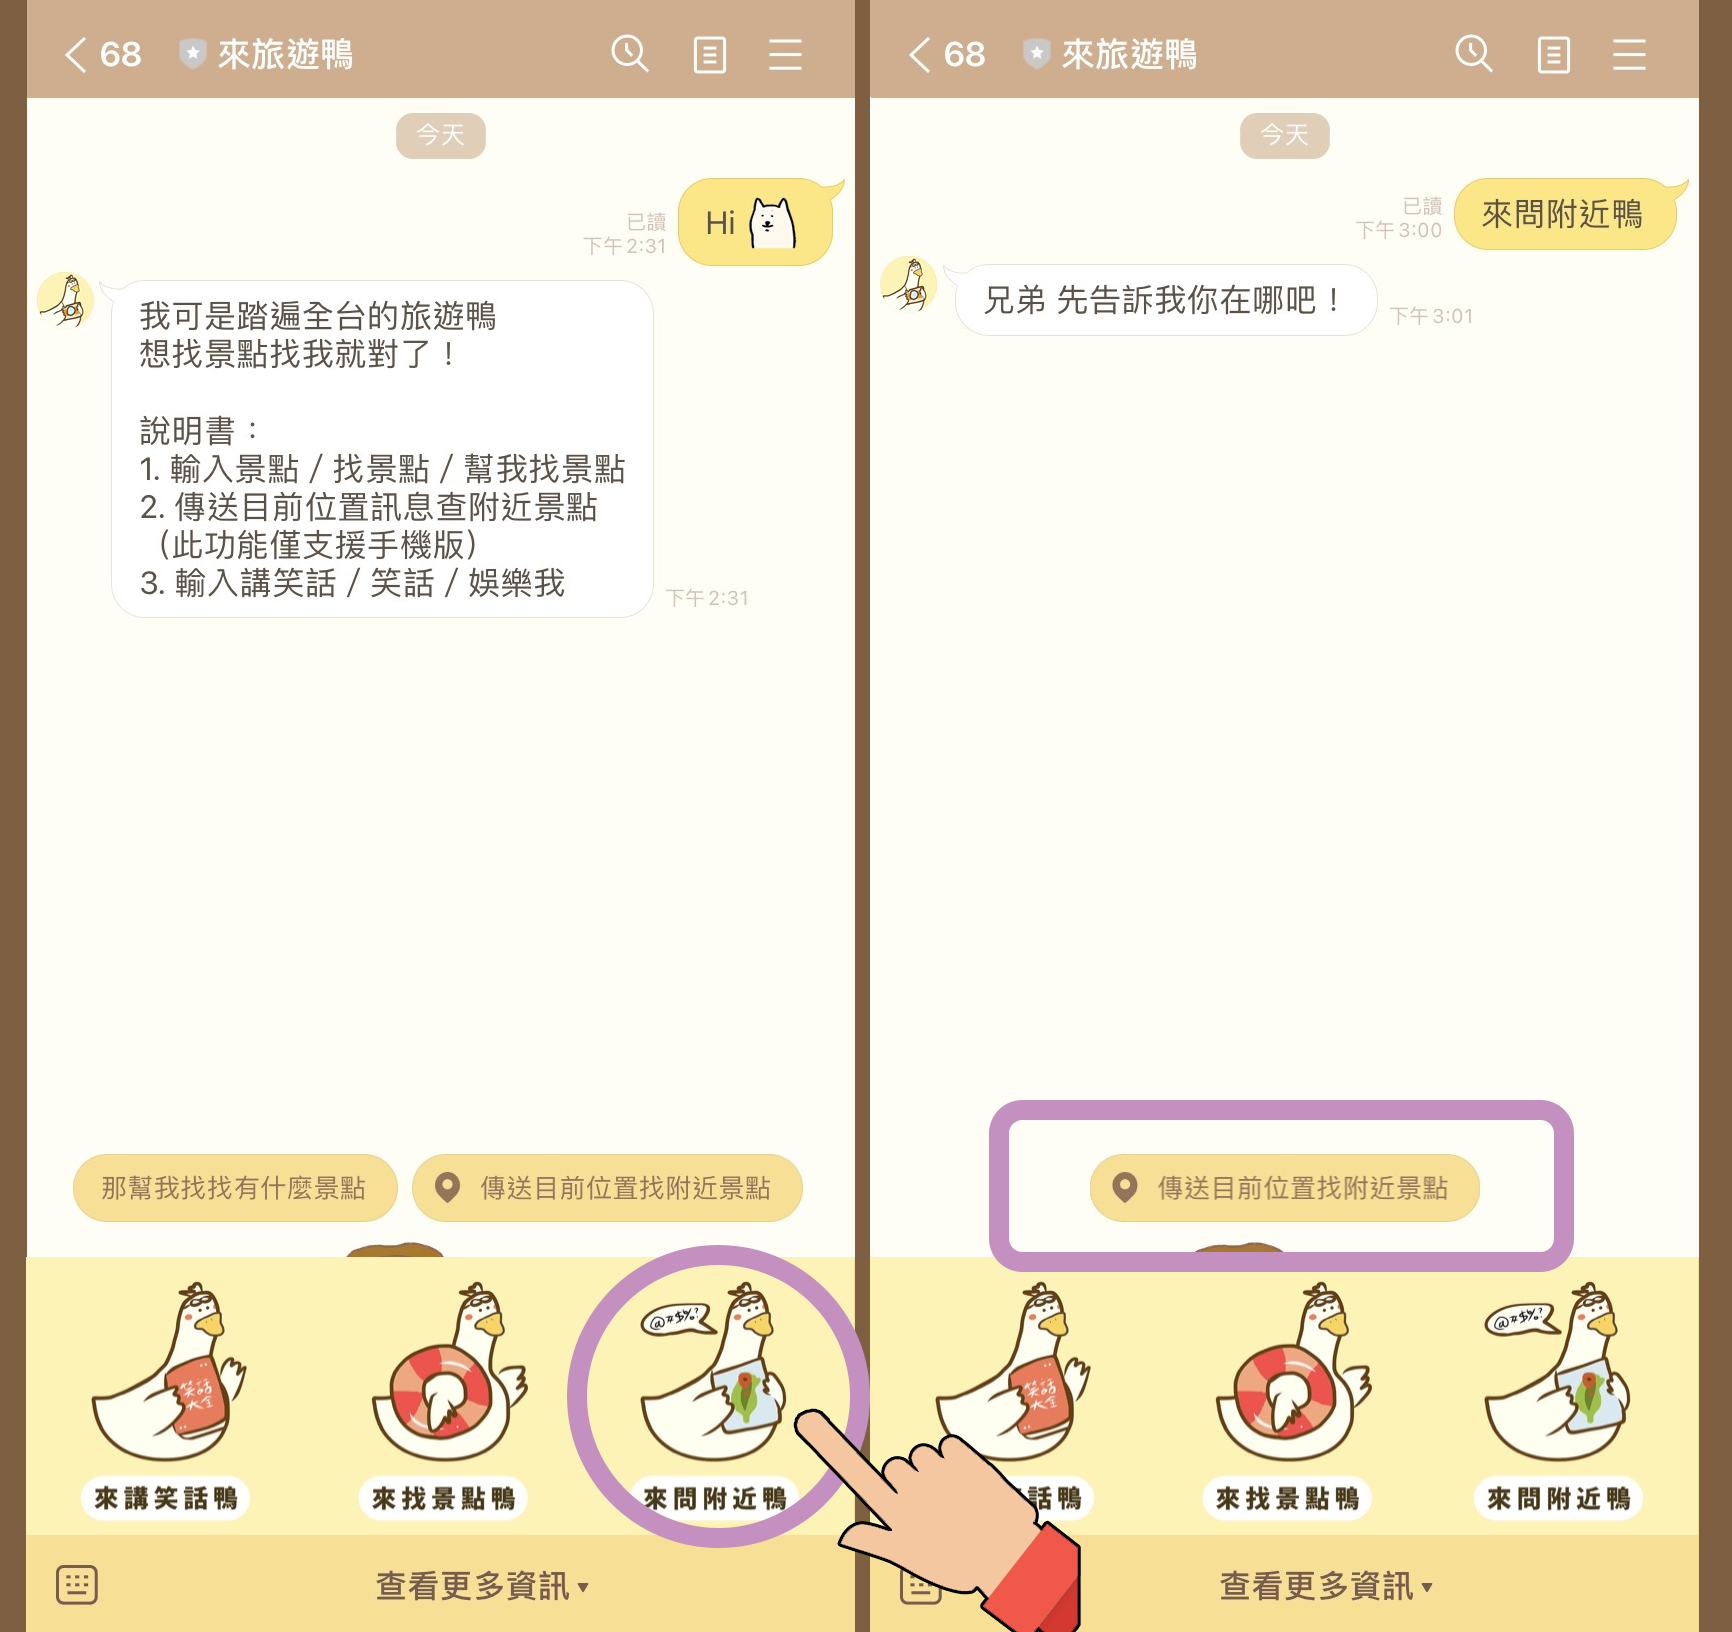 68 來旅遊鴨
今天
Hi
已讀
下午 2:31
我可是踏遍全台的旅遊鴨
想找景點找我就對了！
說明書：
1. 輸入景點 / 找景點 / 幫我找景點
2. 傳送目前位置訊息查附近景點
（此功能僅支援手機版）
3. 輸入講笑話 / 笑話 / 娛樂我
下午 2:31
那幫我找找有什麼景點
傳送目前位置找附近景點
笑話
大全
@#$%?
來講笑話鴨
來找景點鴨
來問附近鴨
查看更多資訊▾
68 來旅遊鴨
今天
來問附近鴨
已讀
下午 3:00
兄弟 先告訴我你在哪吧！
下午 3:01
傳送目前位置找附近景點
笑話
大全
@#$%?
話鴨
來找景點鴨
來問附近鴨
查看更多資訊▾